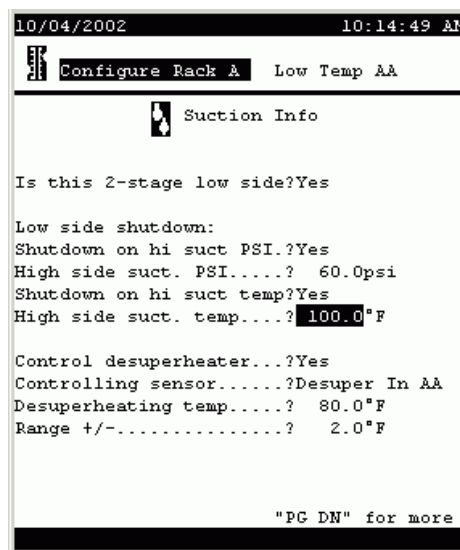 10/04/2002 10:14:49 AM
Configure Rack A Low Temp AA
Suction Info
Is this 2-stage low side?Yes
Low side shutdown:
Shutdown on hi suct PSI.?Yes
High side suct. PSI.....? 60.0psi
Shutdown on hi suct temp?Yes
High side suct. temp....? 100.0°F
Control desuperheater...?Yes
Controlling sensor......?Desuper In AA
Desuperheating temp.....? 80.0°F
Range +/-...............? 2.0°F
"PG DN" for more